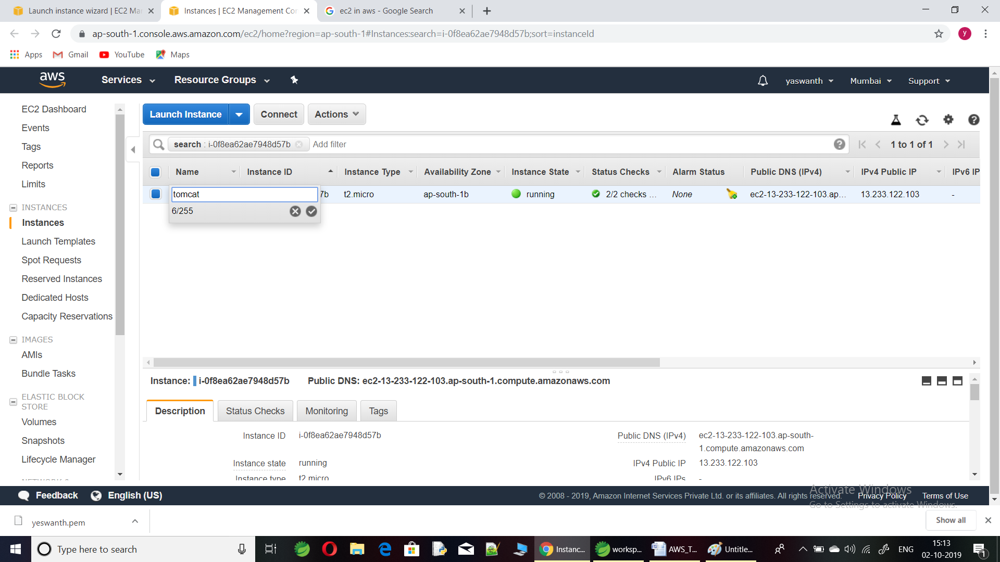 Launch instance wizard | EC2 Ma
Instances | EC2 Management Co
ec2 in aws - Google Search
ap-south-1.console.aws.amazon.com/ec2/home?region=ap-south-1#Instances:search=i-0f8ea62ae7948d57b;sort=instanceId
y
Apps Gmail YouTube Maps
aws Services Resource Groups yaswanth Mumbai Support
EC2 Dashboard
Events
Tags
Reports
Limits
INSTANCES
Instances
Launch Templates
Spot Requests
Reserved Instances
Dedicated Hosts
Capacity Reservations
IMAGES
AMIs
Bundle Tasks
ELASTIC BLOCK
STORE
Volumes
Snapshots
Lifecycle Manager
Launch Instance Connect Actions
search : i-0f8ea62ae7948d57b Add filter 1 to 1 of 1
Name Instance ID Instance Type Availability Zone Instance State Status Checks Alarm Status Public DNS (IPv4) IPv4 Public IP IPv6 IP
tomcat 7b t2.micro ap-south-1b running 2/2 checks ... None ec2-13-233-122-103.ap... 13.233.122.103 -
6/255
Instance: i-0f8ea62ae7948d57b Public DNS: ec2-13-233-122-103.ap-south-1.compute.amazonaws.com
Description Status Checks Monitoring Tags
Instance ID i-0f8ea62ae7948d57b Public DNS (IPv4) ec2-13-233-122-103.ap-south-
1.compute.amazonaws.com
Instance state running IPv4 Public IP 13.233.122.103
Instance type t2.micro IPv6 IPs -
Feedback English (US) © 2008 - 2019, Amazon Internet Services Private Ltd. or its affiliates. All rights reserved. Privacy Policy Terms of Use
Activate Windows
Go to Settings to activate Windows.
yeswanth.pem Show all
Type here to search Instanc... worksp... AWS_T... Untitle... ENG 15:13
02-10-2019
1